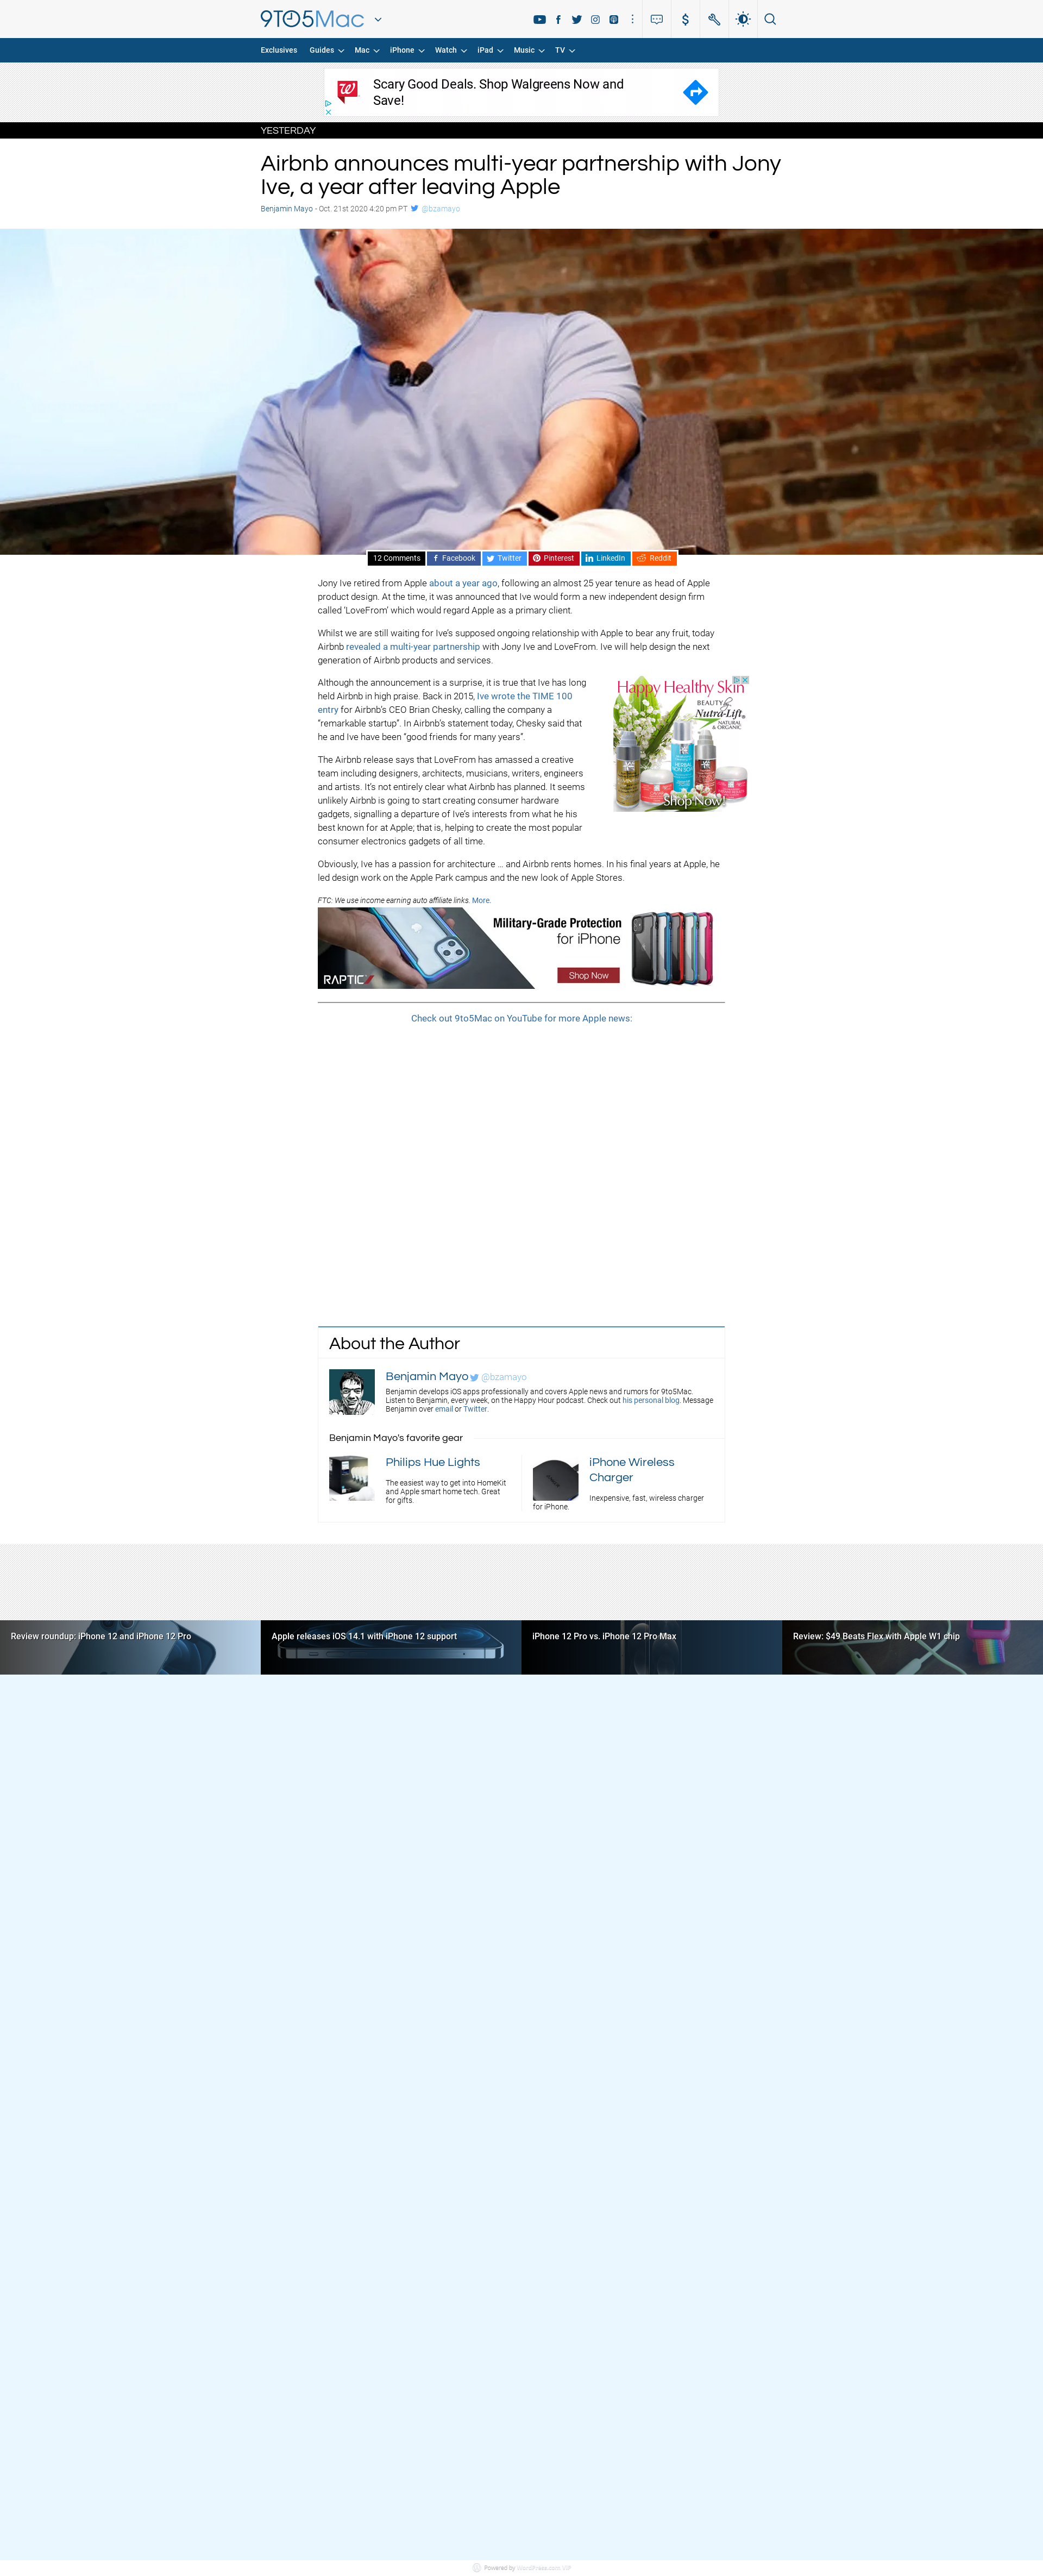 9TO5Mac
Exclusives Guides Mac iPhone Watch iPad Music TV
Scary Good Deals. Shop Walgreens Now and
Save!
YESTERDAY
Airbnb announces multi-year partnership with Jony
Ive, a year after leaving Apple
Benjamin Mayo - Oct. 21st 2020 4:20 pm PT @bzamayo
12 Comments Facebook Twitter Pinterest LinkedIn Reddit
Jony Ive retired from Apple about a year ago, following an almost 25 year tenure as head of Apple
product design. At the time, it was announced that Ive would form a new independent design firm
called ‘LoveFrom’ which would regard Apple as a primary client.
Whilst we are still waiting for Ive’s supposed ongoing relationship with Apple to bear any fruit, today
Airbnb revealed a multi-year partnership with Jony Ive and LoveFrom. Ive will help design the next
generation of Airbnb products and services.
Although the announcement is a surprise, it is true that Ive has long
held Airbnb in high praise. Back in 2015, Ive wrote the TIME 100
entry for Airbnb’s CEO Brian Chesky, calling the company a
“remarkable startup”. In Airbnb’s statement today, Chesky said that
he and Ive have been “good friends for many years”.
Happy Healthy Skin
BEAUTY by
Nutra-Lift®
NATURAL
& ORGANIC
Shop Now!
The Airbnb release says that LoveFrom has amassed a creative
team including designers, architects, musicians, writers, engineers
and artists. It’s not entirely clear what Airbnb has planned. It seems
unlikely Airbnb is going to start creating consumer hardware
gadgets, signalling a departure of Ive’s interests from what he his
best known for at Apple; that is, helping to create the most popular
consumer electronics gadgets of all time.
Obviously, Ive has a passion for architecture … and Airbnb rents homes. In his final years at Apple, he
led design work on the Apple Park campus and the new look of Apple Stores.
FTC: We use income earning auto affiliate links. More.
Military-Grade Protection
for iPhone
Shop Now
RAPTIC
Check out 9to5Mac on YouTube for more Apple news:
About the Author
Benjamin Mayo @bzamayo
Benjamin develops iOS apps professionally and covers Apple news and rumors for 9to5Mac.
Listen to Benjamin, every week, on the Happy Hour podcast. Check out his personal blog. Message
Benjamin over email or Twitter.
Benjamin Mayo's favorite gear
Philips Hue Lights
The easiest way to get into HomeKit
and Apple smart home tech. Great
for gifts.
iPhone Wireless
Charger
Inexpensive, fast, wireless charger
for iPhone.
Review roundup: iPhone 12 and iPhone 12 Pro
Apple releases iOS 14.1 with iPhone 12 support
iPhone 12 Pro vs. iPhone 12 Pro Max
Review: $49 Beats Flex with Apple W1 chip
Powered by WordPress.com VIP